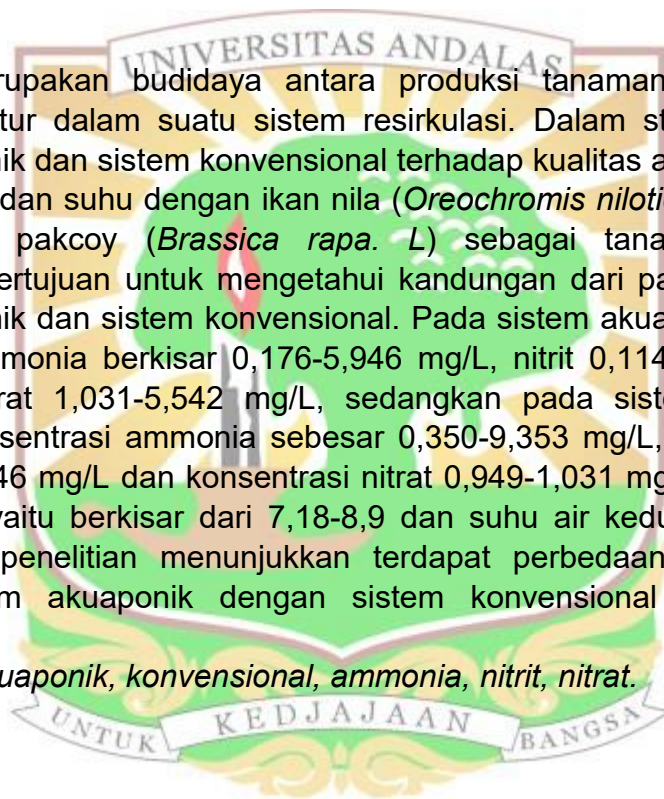 UNIVERSITAS ANDALAS
rupakan budidaya antara produksi tanaman
tur dalam suatu sistem resirkulasi. Dalam st
nik dan sistem konvensional terhadap kualitas a
dan suhu dengan ikan nila (Oreochromis niloti
pakcoy (Brassica rapa. L) sebagai tana
ertujuan untuk mengetahui kandungan dari pa
nik dan sistem konvensional. Pada sistem akua
monia berkisar 0,176-5,946 mg/L, nitrit 0,114
rat 1,031-5,542 mg/L, sedangkan pada sist
sentrasi ammonia sebesar 0,350-9,353 mg/L,
46 mg/L dan konsentrasi nitrat 0,949-1,031 mg
yaitu berkisar dari 7,18-8,9 dan suhu air kedu
penelitian menunjukkan terdapat perbedaan
m akuaponik dengan sistem konvensional
uaponik, konvensional, ammonia, nitrit, nitrat.
UNTUK KEDJAJAAN BANGSA